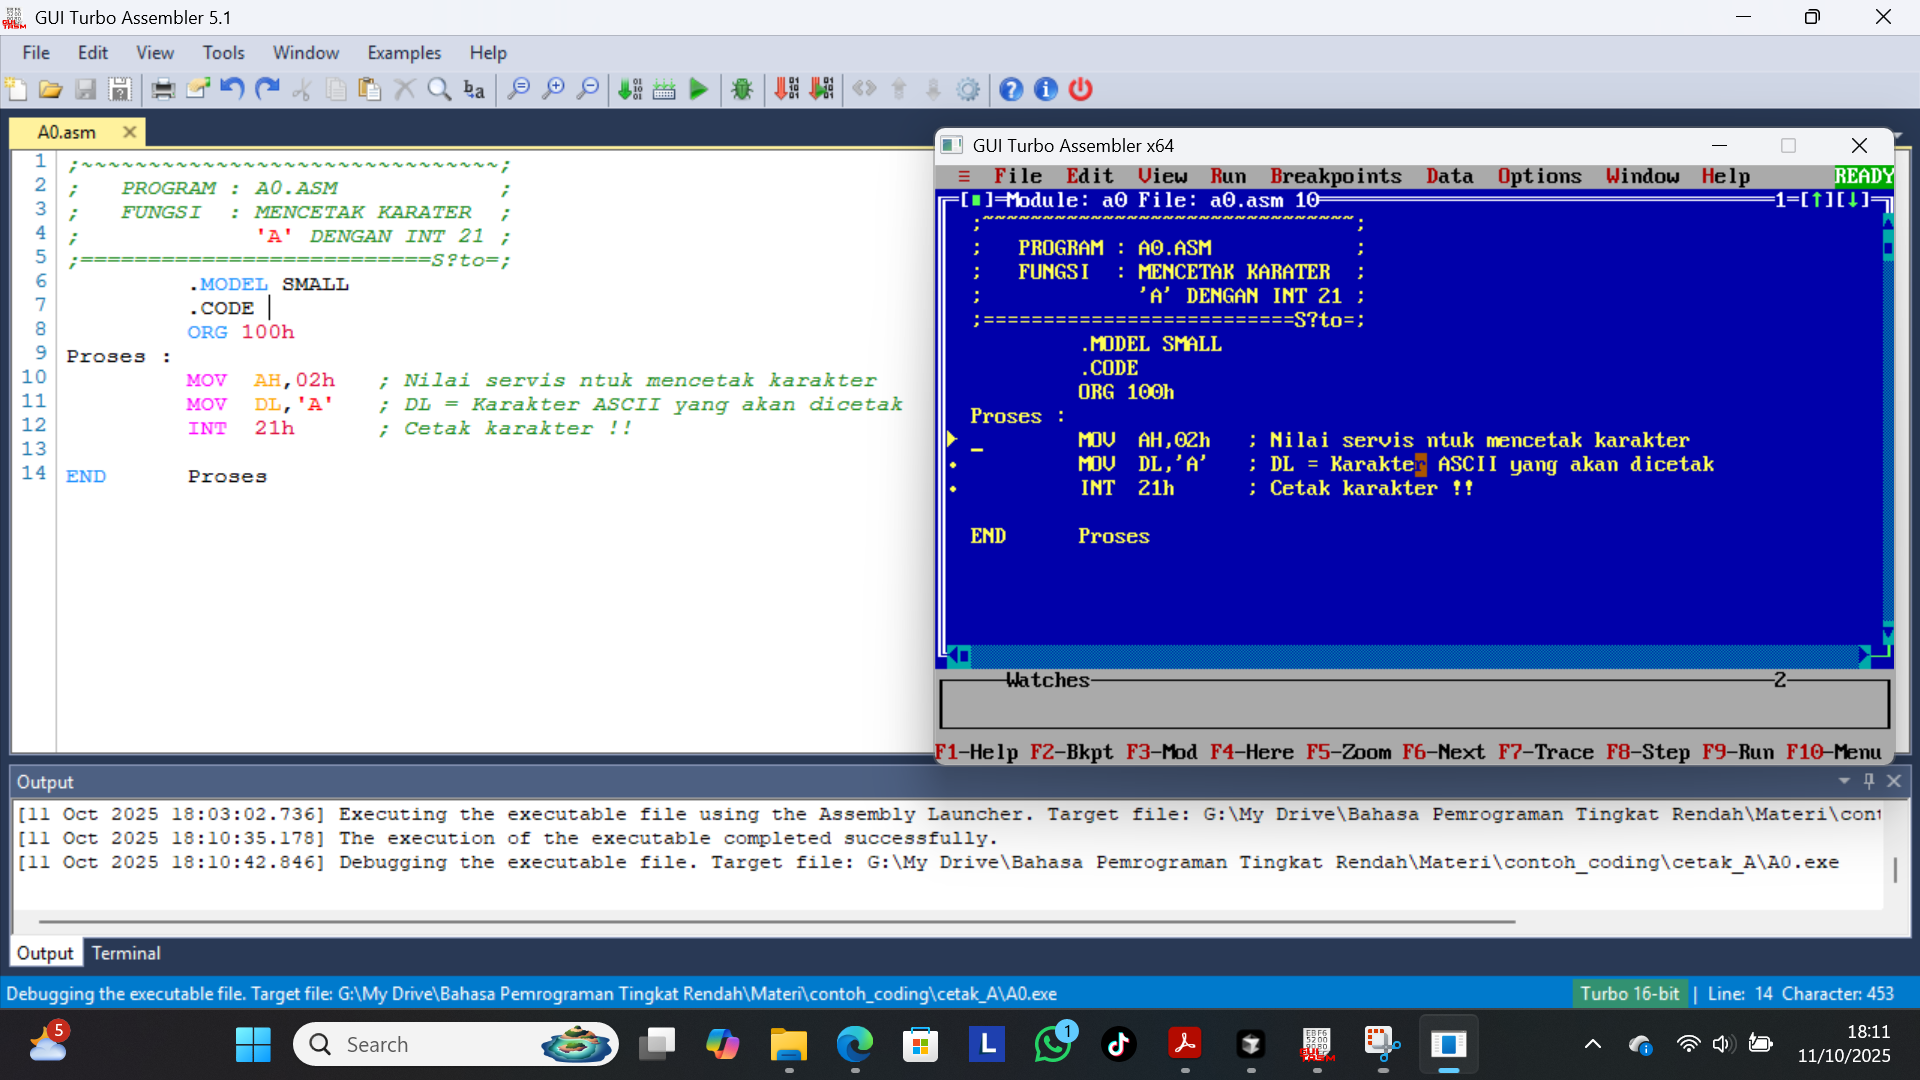 GUI Turbo Assembler 5.1
File Edit View Tools Window Examples Help
A0.asm
1 ;~~~~~~~~~~~~~~~~~~~~~~~~~~~~~~~;
2 ; PROGRAM : A0.ASM ;
3 ; FUNGSI : MENCETAK KARATER ;
4 ; 'A' DENGAN INT 21 ;
5 ;==========================S?to=;
6 .MODEL SMALL
7 .CODE
8 ORG 100h
9 Proses :
10 MOV AH,02h ; Nilai servis ntuk mencetak karakter
11 MOV DL,'A' ; DL = Karakter ASCII yang akan dicetak
12 INT 21h ; Cetak karakter !!
13
14 END Proses
GUI Turbo Assembler x64
≡ File Edit View Run Breakpoints Data Options Window Help READY
[■]=Module: a0 File: a0.asm 10 1=[↑][↓]
;~~~~~~~~~~~~~~~~~~~~~~~~~~~~~~~;
; PROGRAM : A0.ASM ;
; FUNGSI : MENCETAK KARATER ;
; 'A' DENGAN INT 21 ;
;==========================S?to=;
.MODEL SMALL
.CODE
ORG 100h
Proses :
MOV AH,02h ; Nilai servis ntuk mencetak karakter
MOV DL,'A' ; DL = Karakter ASCII yang akan dicetak
INT 21h ; Cetak karakter !!
END Proses
Watches 2
F1-Help F2-Bkpt F3-Mod F4-Here F5-Zoom F6-Next F7-Trace F8-Step F9-Run F10-Menu
Output
[11 Oct 2025 18:03:02.736] Executing the executable file using the Assembly Launcher. Target file: G:\My Drive\Bahasa Pemrograman Tingkat Rendah\Materi\cont
[11 Oct 2025 18:10:35.178] The execution of the executable completed successfully.
[11 Oct 2025 18:10:42.846] Debugging the executable file. Target file: G:\My Drive\Bahasa Pemrograman Tingkat Rendah\Materi\contoh_coding\cetak_A\A0.exe
Output Terminal
Debugging the executable file. Target file: G:\My Drive\Bahasa Pemrograman Tingkat Rendah\Materi\contoh_coding\cetak_A\A0.exe
Turbo 16-bit | Line: 14 Character: 453
5
Search
L
1
18:11
11/10/2025